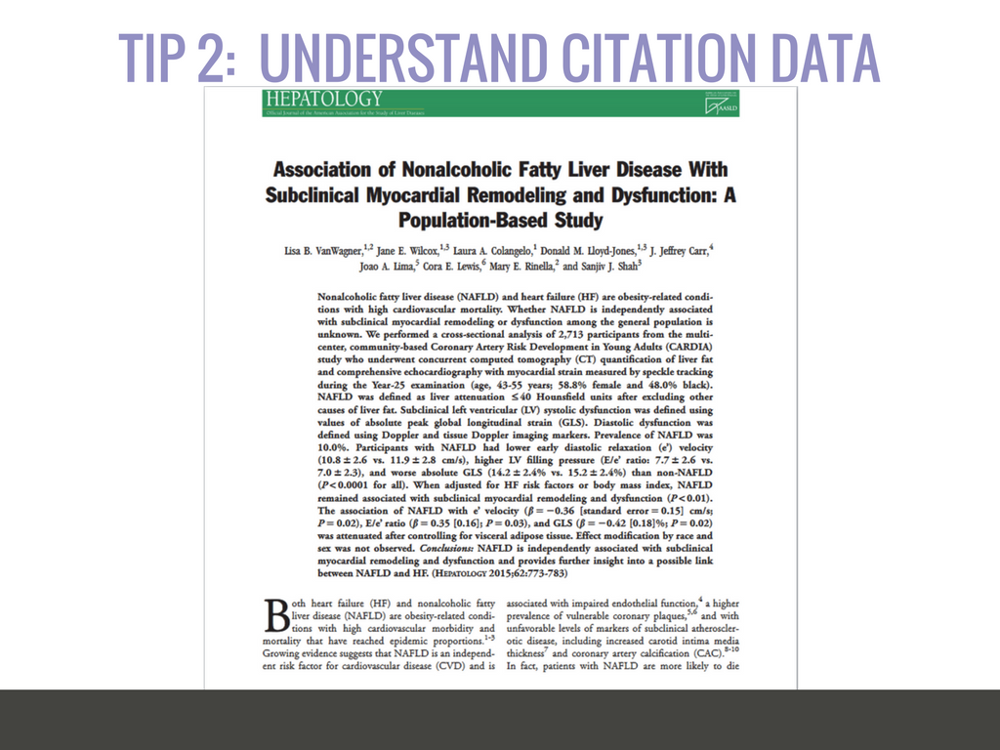 TIP 2: UNDERSTAND CITATION DATA
HEPATOLOGY
Official Journal of the American Association for the Study of Liver Diseases
AASLD
Association of Nonalcoholic Fatty Liver Disease With
Subclinical Myocardial Remodeling and Dysfunction: A
Population-Based Study
Lisa B. VanWagner,1,2 Jane E. Wilcox,1,3 Laura A. Colangelo,1 Donald M. Lloyd-Jones,1,3 J. Jeffrey Carr,4
Joao A. Lima,5 Cora E. Lewis,6 Mary E. Rinella,2 and Sanjiv J. Shah3
Nonalcoholic fatty liver disease (NAFLD) and heart failure (HF) are obesity-related condi-
tions with high cardiovascular mortality. Whether NAFLD is independently associated
with subclinical myocardial remodeling or dysfunction among the general population is
unknown. We performed a cross-sectional analysis of 2,713 participants from the multi-
center, community-based Coronary Artery Risk Development in Young Adults (CARDIA)
study who underwent concurrent computed tomography (CT) quantification of liver fat
and comprehensive echocardiography with myocardial strain measured by speckle tracking
during the Year-25 examination (age, 43-55 years; 58.8% female and 48.0% black).
NAFLD was defined as liver attenuation ≤40 Hounsfield units after excluding other
causes of liver fat. Subclinical left ventricular (LV) systolic dysfunction was defined using
values of absolute peak global longitudinal strain (GLS). Diastolic dysfunction was
defined using Doppler and tissue Doppler imaging markers. Prevalence of NAFLD was
10.0%. Participants with NAFLD had lower early diastolic relaxation (e') velocity
(10.8 ± 2.6 vs. 11.9 ± 2.8 cm/s), higher LV filling pressure (E/e' ratio: 7.7 ± 2.6 vs.
7.0 ± 2.3), and worse absolute GLS (14.2 ± 2.4% vs. 15.2 ± 2.4%) than non-NAFLD
(P<0.0001 for all). When adjusted for HF risk factors or body mass index, NAFLD
remained associated with subclinical myocardial remodeling and dysfunction (P<0.01).
The association of NAFLD with e' velocity (β = −0.36 [standard error = 0.15] cm/s;
P = 0.02), E/e' ratio (β = 0.35 [0.16]; P = 0.03), and GLS (β = −0.42 [0.18]%; P = 0.02)
was attenuated after controlling for visceral adipose tissue. Effect modification by race and
sex was not observed. Conclusions: NAFLD is independently associated with subclinical
myocardial remodeling and dysfunction and provides further insight into a possible link
between NAFLD and HF. (HEPATOLOGY 2015;62:773-783)
Both heart failure (HF) and nonalcoholic fatty
liver disease (NAFLD) are obesity-related condi-
tions with high cardiovascular morbidity and
mortality that have reached epidemic proportions.1-3
Growing evidence suggests that NAFLD is an independ-
ent risk factor for cardiovascular disease (CVD) and is
associated with impaired endothelial function,4 a higher
prevalence of vulnerable coronary plaques,5,6 and with
unfavorable levels of markers of subclinical atheroscler-
otic disease, including increased carotid intima media
thickness7 and coronary artery calcification (CAC).8-10
In fact, patients with NAFLD are more likely to die